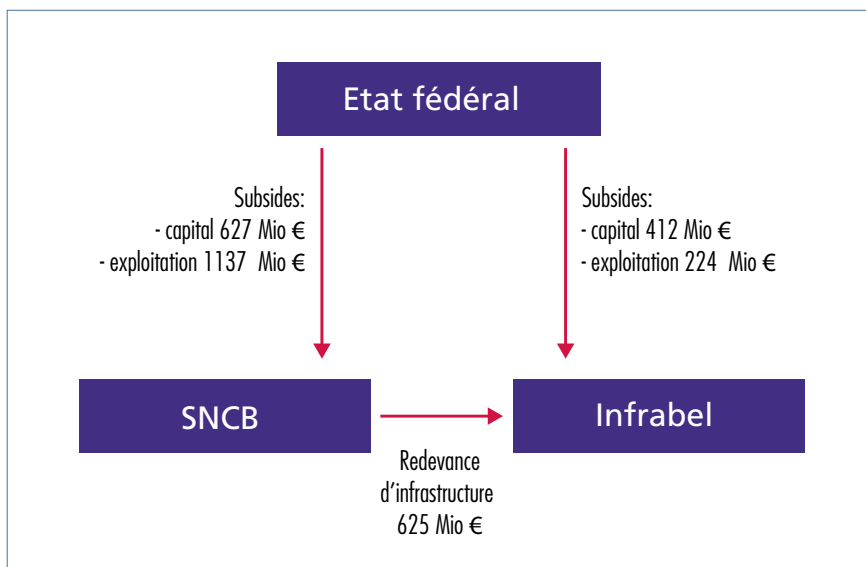 Etat fédéral
Subsides:
- capital 627 Mio €
- exploitation 1137 Mio €
Subsides:
- capital 412 Mio €
- exploitation 224 Mio €
SNCB
Infrabel
Redevance
d'infrastructure
625 Mio €